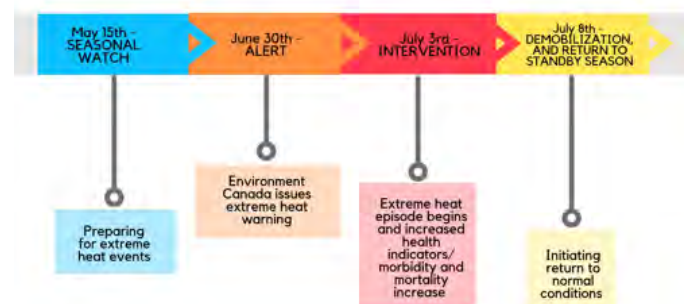 May 15th -
SEASONAL
WATCH
June 30th -
ALERT
July 3rd -
INTERVENTION
July 8th -
DEMOBILIZATION,
AND RETURN TO
STANDBY SEASON
Preparing
for extreme
heat events
Environment
Canada issues
extreme heat
warning
Extreme heat
episode begins
and increased
health
indicators/
morbidity and
mortality
increase
Initiating
return to
normal
conditions